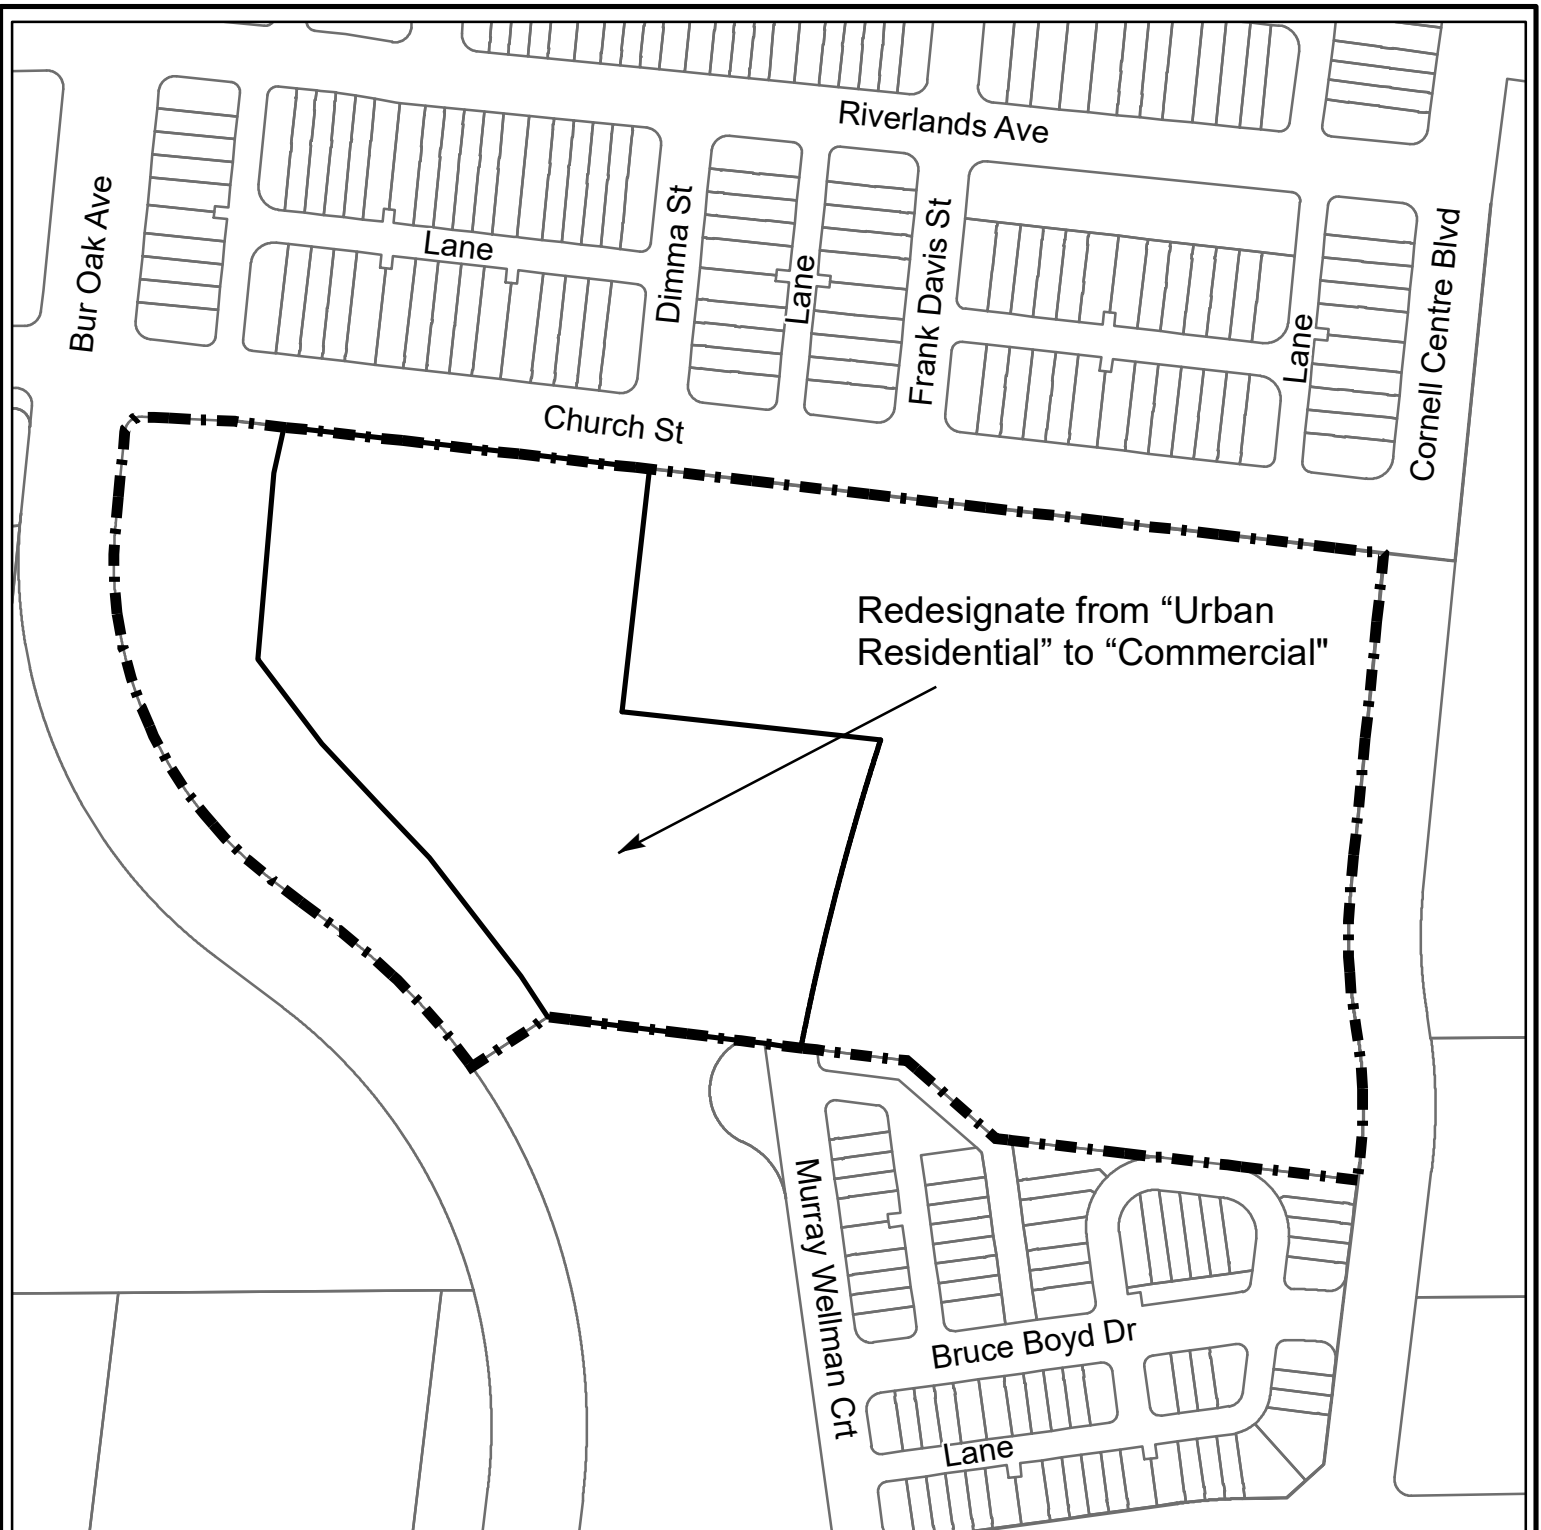 Riverlands Ave
Bur Oak Ave
Lane
Dimma St
Lane
Frank Davis St
Lane
Cornell Centre Blvd
Church St
Redesignate from “Urban
Residential” to “Commercial"
Murray Wellman Crt
Bruce Boyd Dr
Lane